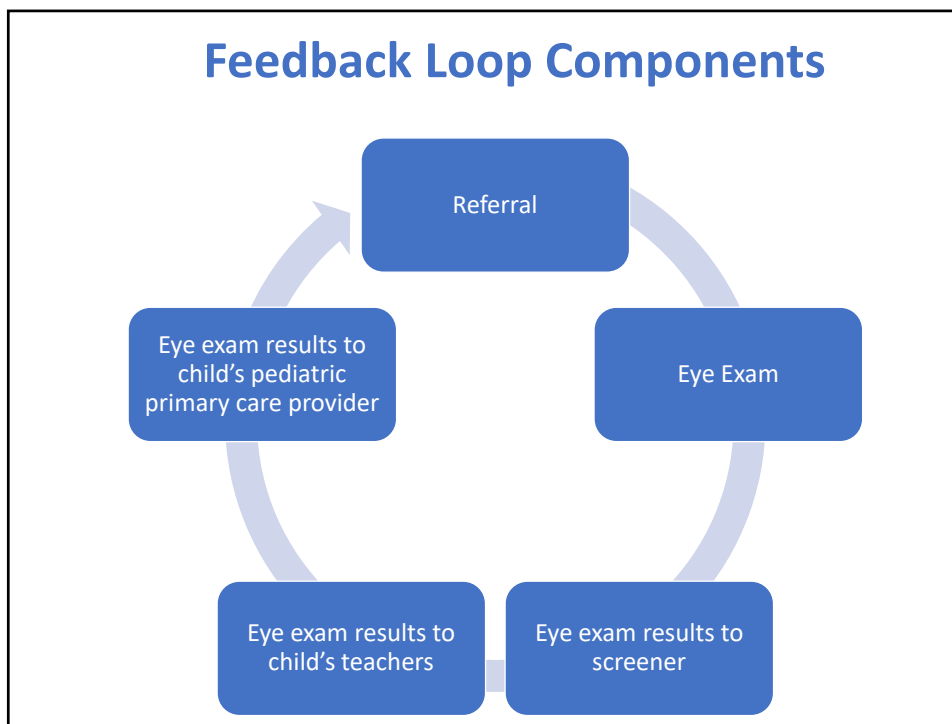 Feedback Loop Components
Referral
Eye Exam
Eye exam results to
screener
Eye exam results to
child’s teachers
Eye exam results to
child’s pediatric
primary care provider